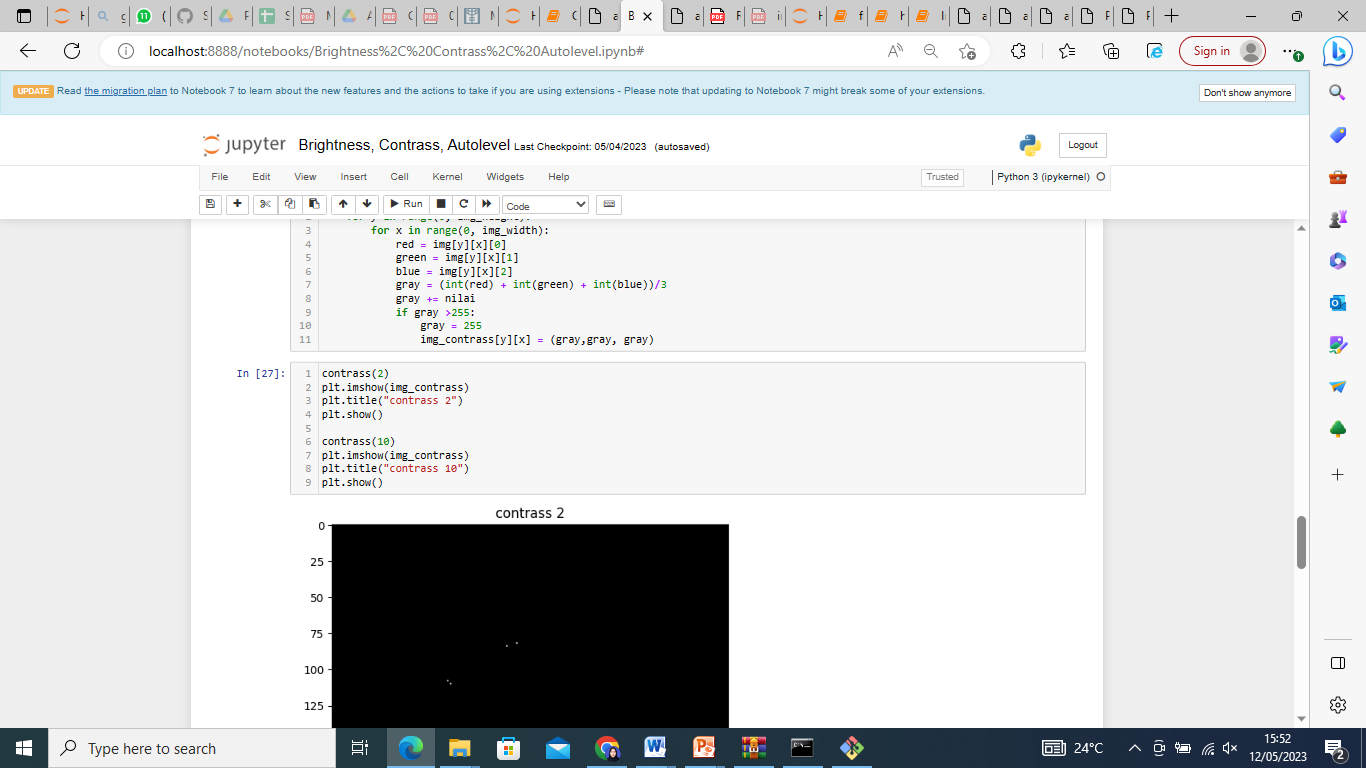 localhost:8888/notebooks/Brightness%2C%20Contrast%2C%20Autolevel.ipynb#
Sign in
UPDATE Read the migration plan to Notebook 7 to learn about the new features and the actions to take if you are using extensions - Please note that updating to Notebook 7 might break some of your extensions.
Don't show anymore
jupyter Brightness, Contrast, Autolevel Last Checkpoint: 05/04/2023 (autosaved)
Logout
File Edit View Insert Cell Kernel Widgets Help
Trusted
Python 3 (ipykernel)
Run
Code
3 for x in range(0, img_width):
4 red = img[y][x][0]
5 green = img[y][x][1]
6 blue = img[y][x][2]
7 gray = (int(red) + int(green) + int(blue))/3
8 gray += nilai
9 if gray >255:
10 gray = 255
11 img_contrass[y][x] = (gray,gray, gray)
In [27]:
1 contrass(2)
2 plt.imshow(img_contrass)
3 plt.title("contrass 2")
4 plt.show()
5
6 contrass(10)
7 plt.imshow(img_contrass)
8 plt.title("contrass 10")
9 plt.show()
contrass 2
0
25
50
75
100
125
Type here to search
24°C
15:52
12/05/2023
2